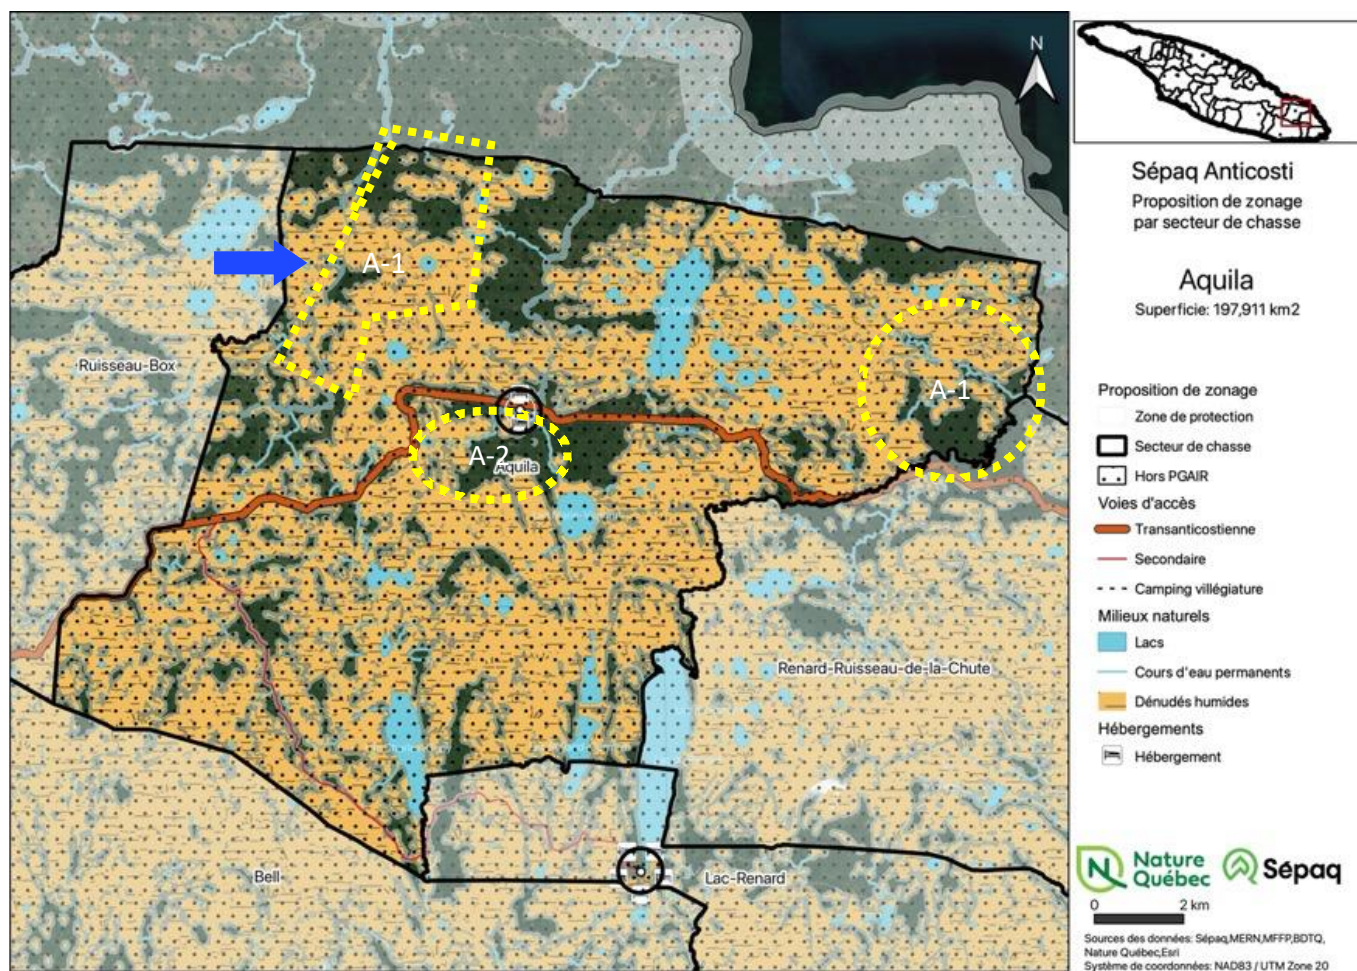 N
A-1
Ruisseau-Box
A-1
A-2
Aquila
Renard-Ruisseau-de-la-Chute
Bell
Lac-Renard
Sépaq Anticosti
Proposition de zonage
par secteur de chasse
Aquila
Superficie: 197,911 km2
Proposition de zonage
Zone de protection
Secteur de chasse
Hors PGAIR
Voies d'accès
Transanticostienne
Secondaire
Camping villégiature
Milieux naturels
Lacs
Cours d'eau permanents
Dénudés humides
Hébergements
Hébergement
Nature
Québec
Sépaq
0 2 km
Sources des données: Sépaq,MERN,MFFP,BDTQ,
Nature Québec,Esri
Système de coordonnées: NAD83 / UTM Zone 20